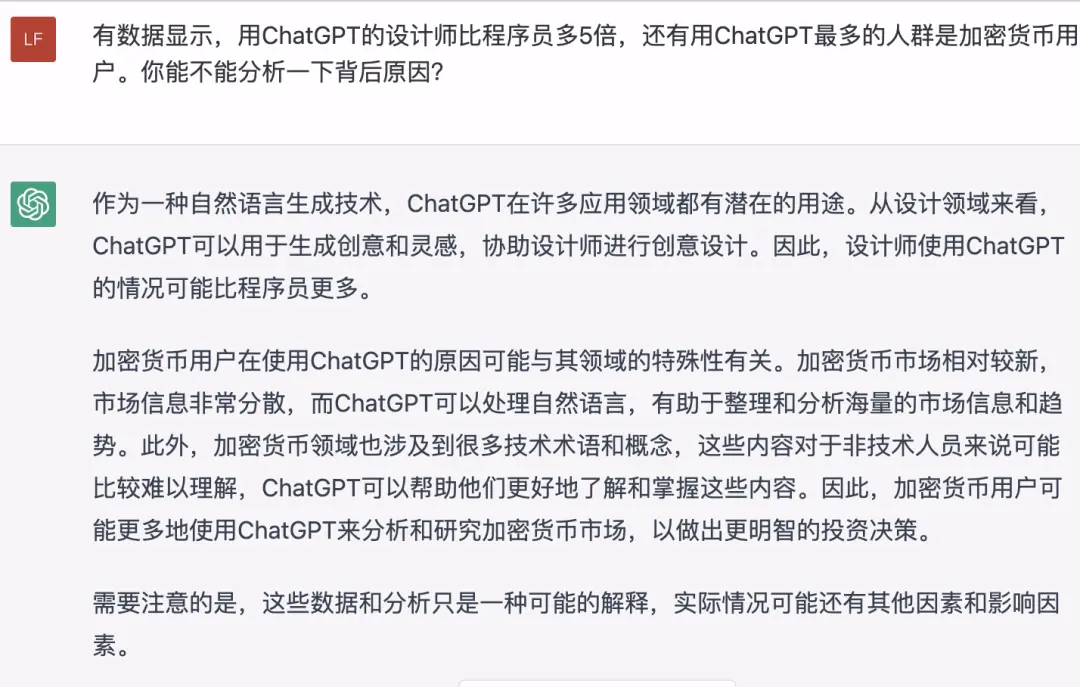 LF
有数据显示，用ChatGPT的设计师比程序员多5倍，还有用ChatGPT最多的人群是加密货币用
户。你能不能分析一下背后原因?
作为一种自然语言生成技术，ChatGPT在许多应用领域都有潜在的用途。从设计领域来看，
ChatGPT可以用于生成创意和灵感，协助设计师进行创意设计。因此，设计师使用ChatGPT
的情况可能比程序员更多。
加密货币用户在使用ChatGPT的原因可能与其领域的特殊性有关。加密货币市场相对较新，
市场信息非常分散，而ChatGPT可以处理自然语言，有助于整理和分析海量的市场信息和趋
势。此外，加密货币领域也涉及到很多技术术语和概念，这些内容对于非技术人员来说可能
比较难以理解，ChatGPT可以帮助他们更好地了解和掌握这些内容。因此，加密货币用户可
能更多地使用ChatGPT来分析和研究加密货币市场，以做出更明智的投资决策。
需要注意的是，这些数据和分析只是一种可能的解释，实际情况可能还有其他因素和影响因
素。